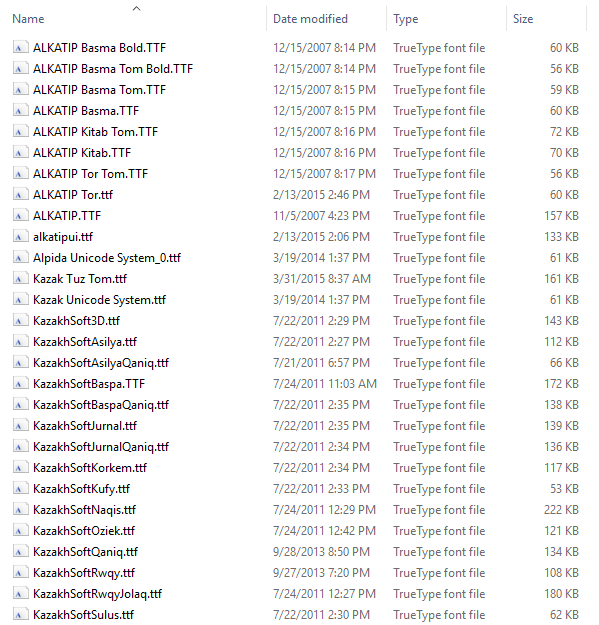 Name Date modified Type Size
ALKATIP Basma Bold.TTF 12/15/2007 8:14 PM TrueType font file 60 KB
ALKATIP Basma Tom Bold.TTF 12/15/2007 8:14 PM TrueType font file 56 KB
ALKATIP Basma Tom.TTF 12/15/2007 8:15 PM TrueType font file 59 KB
ALKATIP Basma.TTF 12/15/2007 8:15 PM TrueType font file 60 KB
ALKATIP Kitab Tom.TTF 12/15/2007 8:16 PM TrueType font file 72 KB
ALKATIP Kitab.TTF 12/15/2007 8:16 PM TrueType font file 70 KB
ALKATIP Tor Tom.TTF 12/15/2007 8:17 PM TrueType font file 56 KB
ALKATIP Tor.ttf 2/13/2015 2:46 PM TrueType font file 60 KB
ALKATIP.TTF 11/5/2007 4:23 PM TrueType font file 157 KB
alkatipui.ttf 2/13/2015 2:06 PM TrueType font file 133 KB
Alpida Unicode System_0.ttf 3/19/2014 1:37 PM TrueType font file 61 KB
Kazak Tuz Tom.ttf 3/31/2015 8:37 AM TrueType font file 161 KB
Kazak Unicode System.ttf 3/19/2014 1:37 PM TrueType font file 61 KB
KazakhSoft3D.ttf 7/22/2011 2:29 PM TrueType font file 143 KB
KazakhSoftAsilya.ttf 7/22/2011 2:27 PM TrueType font file 112 KB
KazakhSoftAsilyaQaniq.ttf 7/21/2011 6:57 PM TrueType font file 66 KB
KazakhSoftBaspa.TTF 7/24/2011 11:03 AM TrueType font file 172 KB
KazakhSoftBaspaQaniq.ttf 7/22/2011 2:35 PM TrueType font file 138 KB
KazakhSoftJurnal.ttf 7/22/2011 2:35 PM TrueType font file 139 KB
KazakhSoftJurnalQaniq.ttf 7/22/2011 2:34 PM TrueType font file 136 KB
KazakhSoftKorkem.ttf 7/22/2011 2:34 PM TrueType font file 117 KB
KazakhSoftKufy.ttf 7/22/2011 2:33 PM TrueType font file 53 KB
KazakhSoftNaqis.ttf 7/24/2011 12:29 PM TrueType font file 222 KB
KazakhSoftOziek.ttf 7/24/2011 12:42 PM TrueType font file 121 KB
KazakhSoftQaniq.ttf 9/28/2013 8:50 PM TrueType font file 134 KB
KazakhSoftRwqy.ttf 9/27/2013 7:20 PM TrueType font file 108 KB
KazakhSoftRwqyJolaq.ttf 7/24/2011 12:27 PM TrueType font file 180 KB
KazakhSoftSulus.ttf 7/22/2011 2:30 PM TrueType font file 62 KB